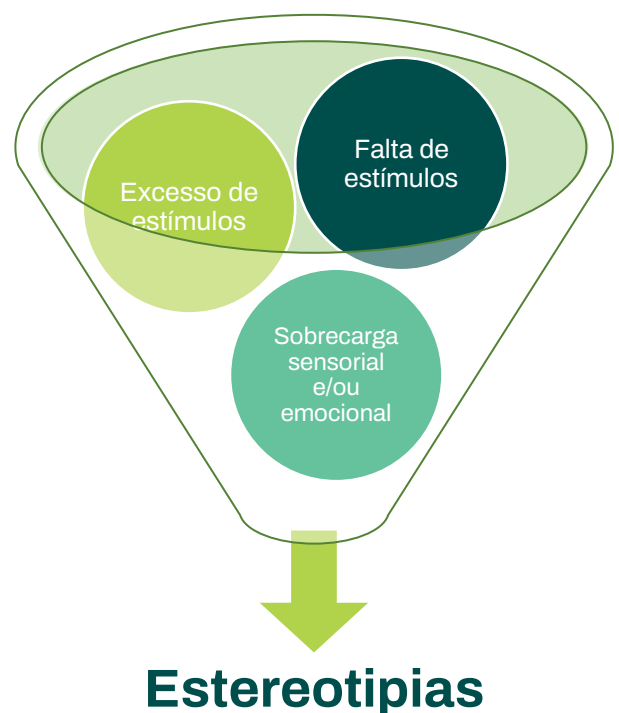 Falta de
estímulos
Excesso de
estímulos
Sobrecarga
sensorial
e/ou
emocional
Estereotipias